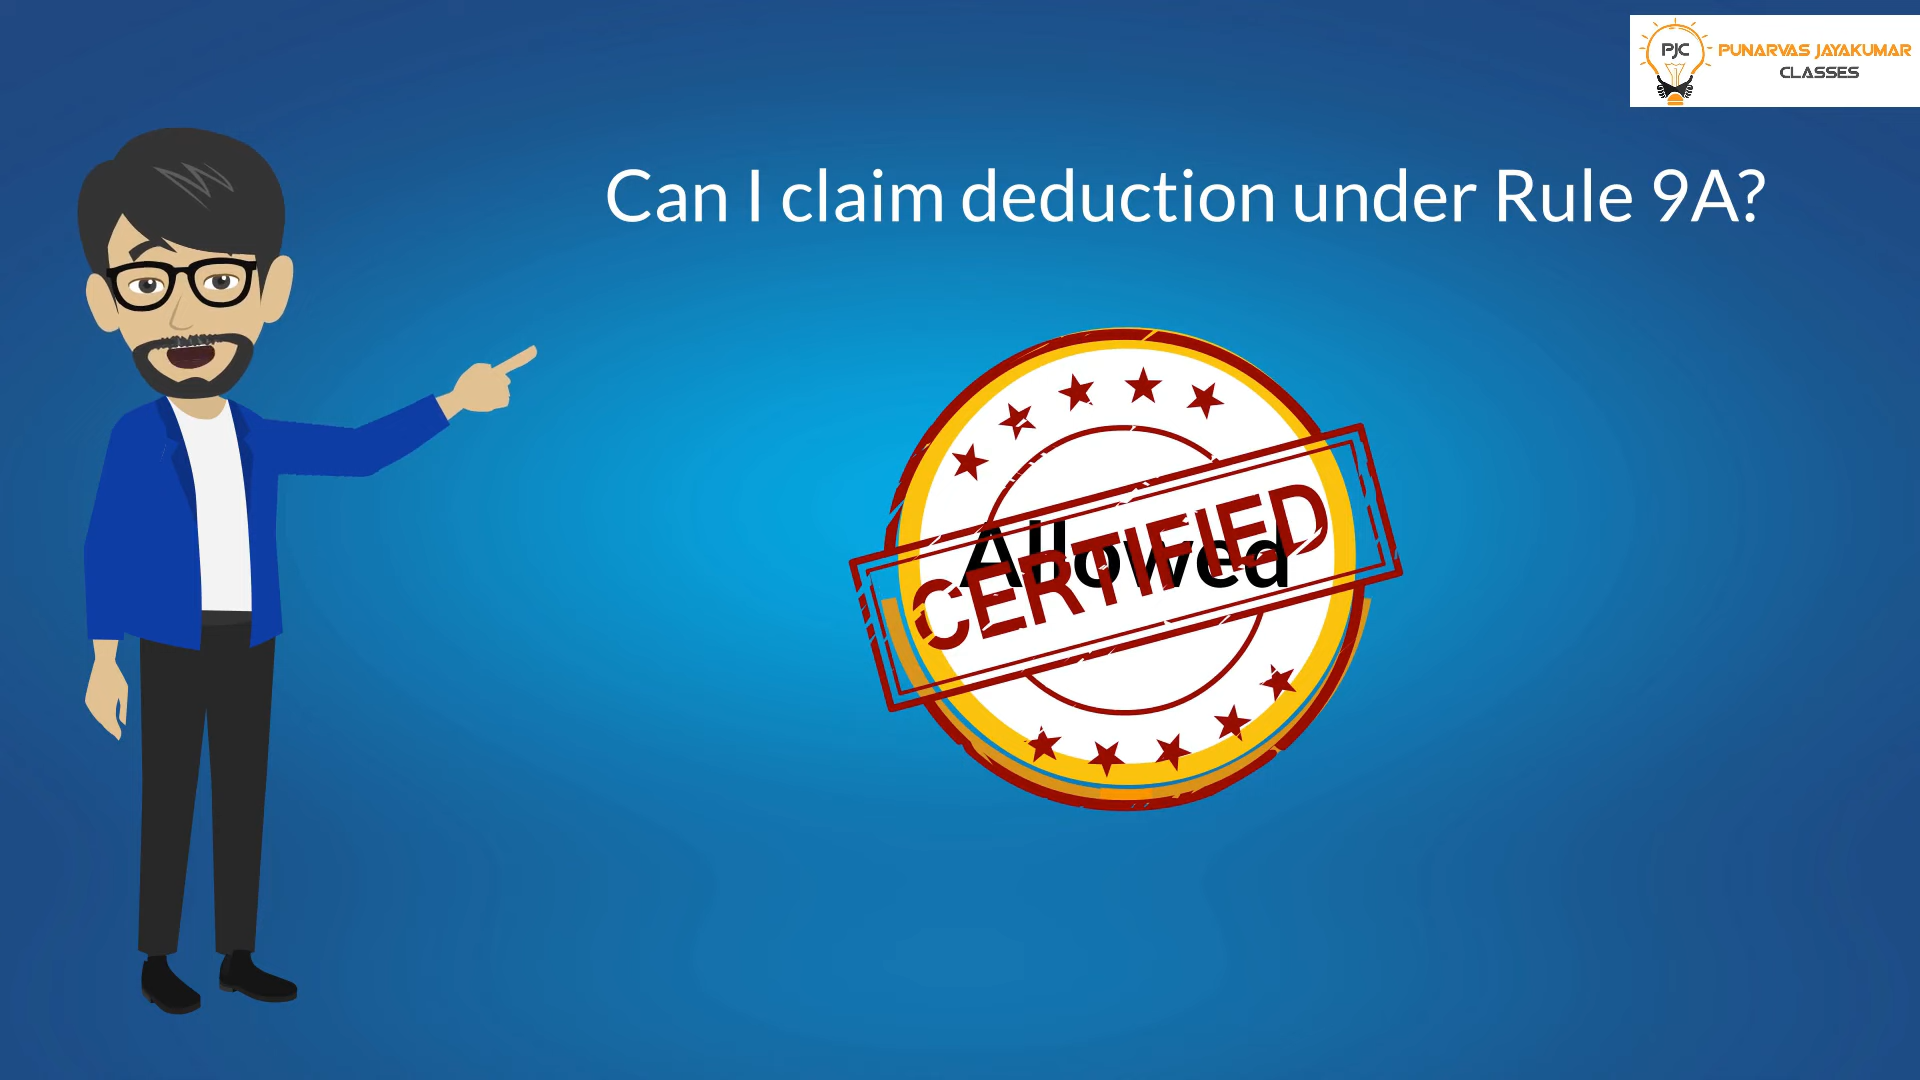 PJC
PUNARVAS JAYAKUMAR
CLASSES
Can I claim deduction under Rule 9A?
Allowed
CERTIFIED